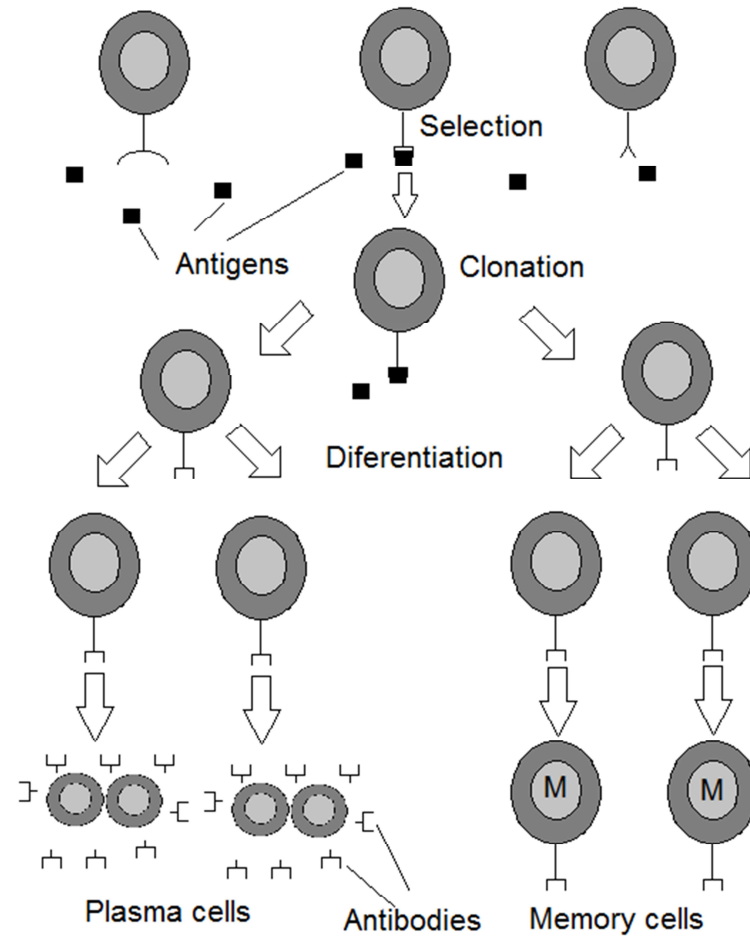 Selection
Antigens
Clonation
Diferentiation
M
M
Plasma cells
Antibodies
Memory cells